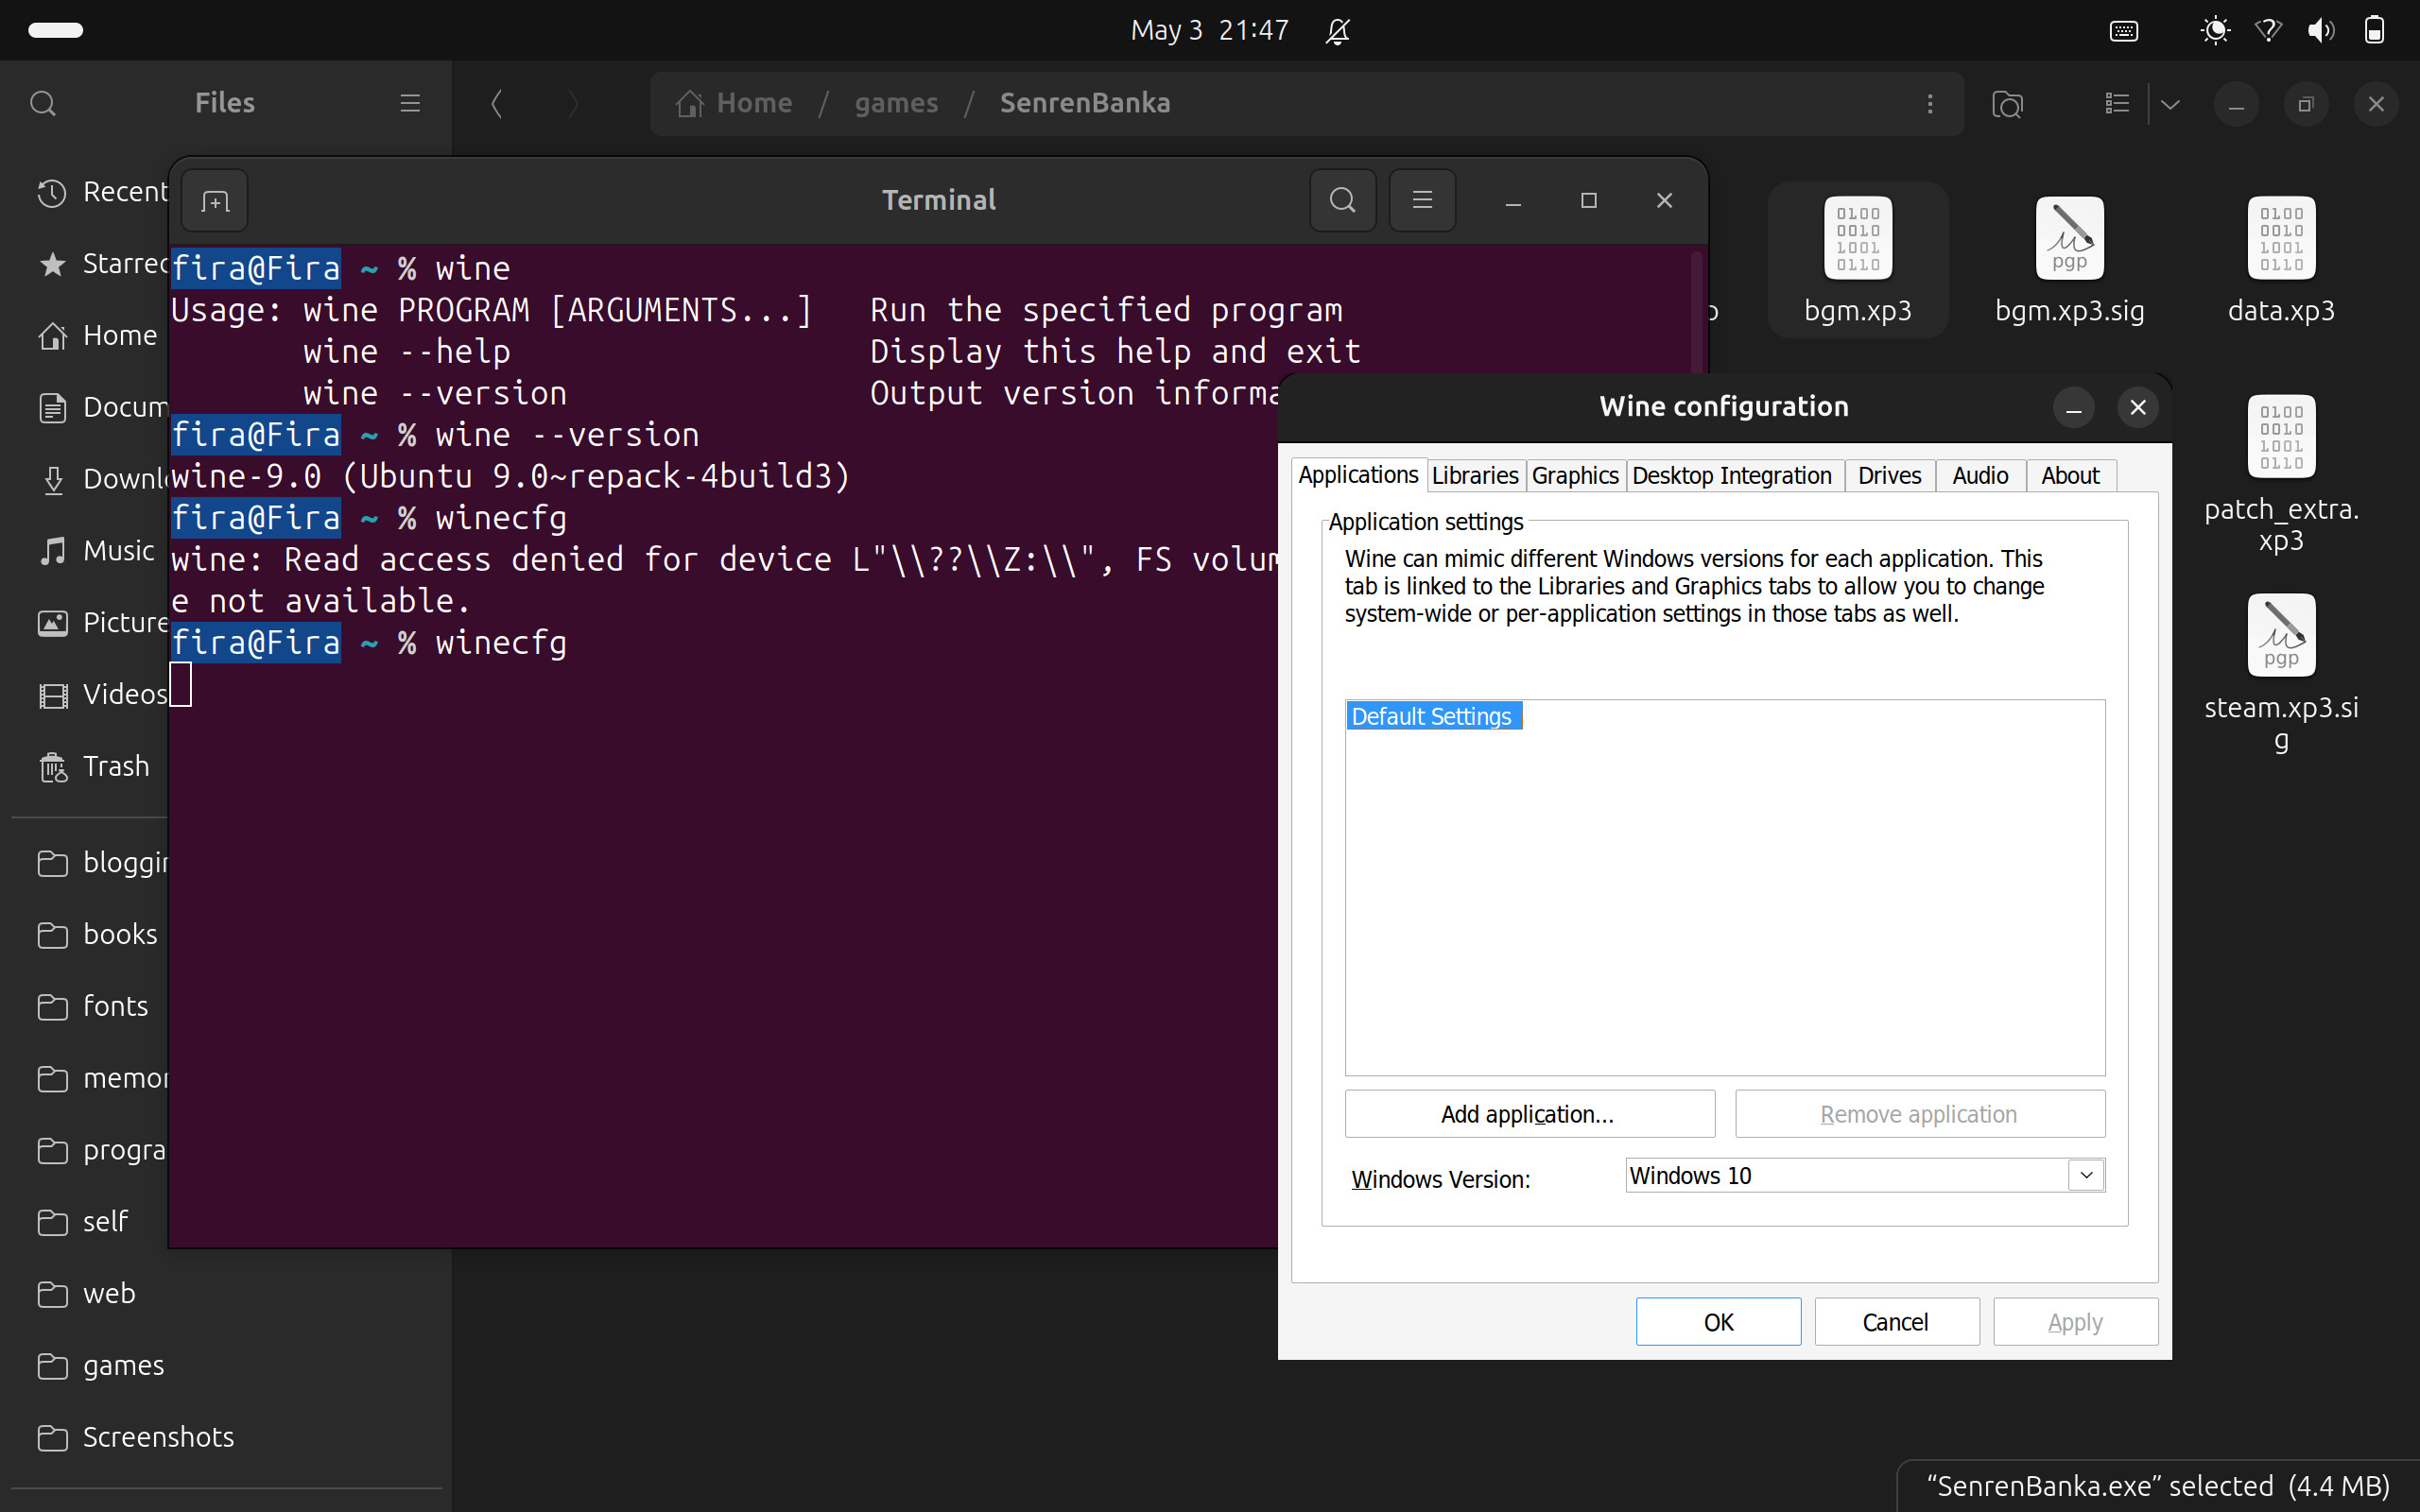 May 3 21:47
Files
Home / games / SenrenBanka
Recent
Starred
Home
Docum
Downl
Music
Picture
Videos
Trash
bloggin
books
fonts
memor
progra
self
web
games
Screenshots
Terminal
fira@Fira ~ % wine
Usage: wine PROGRAM [ARGUMENTS...]   Run the specified program
       wine --help                   Display this help and exit
       wine --version                Output version informa
fira@Fira ~ % wine --version
wine-9.0 (Ubuntu 9.0~repack-4build3)
fira@Fira ~ % winecfg
wine: Read access denied for device L"\\??\\Z:\\", FS volum
e not available.
fira@Fira ~ % winecfg
bgm.xp3
bgm.xp3.sig
data.xp3
patch_extra.
xp3
steam.xp3.si
g
pgp
pgp
Wine configuration
Applications Libraries Graphics Desktop Integration Drives Audio About
Application settings
Wine can mimic different Windows versions for each application. This
tab is linked to the Libraries and Graphics tabs to allow you to change
system-wide or per-application settings in those tabs as well.
Default Settings
Add application...
Remove application
Windows Version:
Windows 10
OK
Cancel
Apply
“SenrenBanka.exe” selected (4.4 MB)